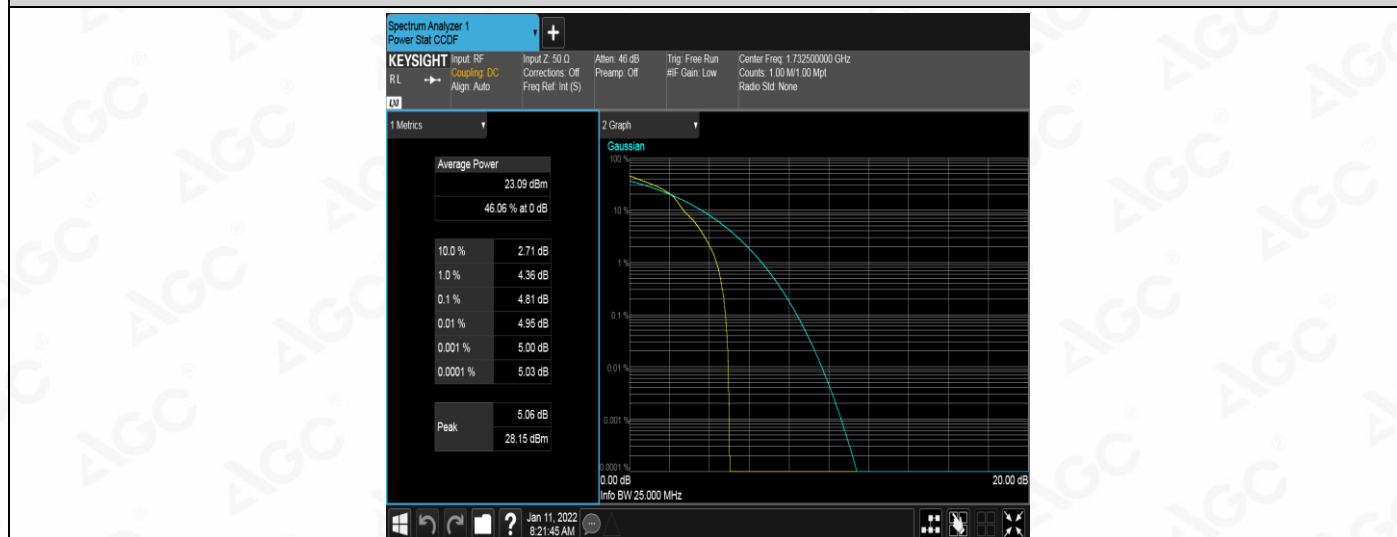 Spectrum Analyzer 1
Power Stat CCDF
+
KEYSIGHT
R L
LXI
Input: RF
Coupling: DC
Align: Auto
Input Z: 50 Ω
Corrections: Off
Freq Ref: Int (S)
Atten: 46 dB
Preamp: Off
Trig: Free Run
#IF Gain: Low
Center Freq: 1.732500000 GHz
Counts: 1.00 M/1.00 Mpt
Radio Std: None
1 Metrics
Average Power
23.09 dBm
46.06 % at 0 dB
10.0 % 2.71 dB
1.0 % 4.36 dB
0.1 % 4.81 dB
0.01 % 4.95 dB
0.001 % 5.00 dB
0.0001 % 5.03 dB
Peak
5.06 dB
28.15 dBm
2 Graph
Gaussian
100 %
10 %
1 %
0.1 %
0.01 %
0.001 %
0.0001 %
0.00 dB 20.00 dB
Info BW 25.000 MHz
? Jan 11, 2022
8:21:45 AM
AGC